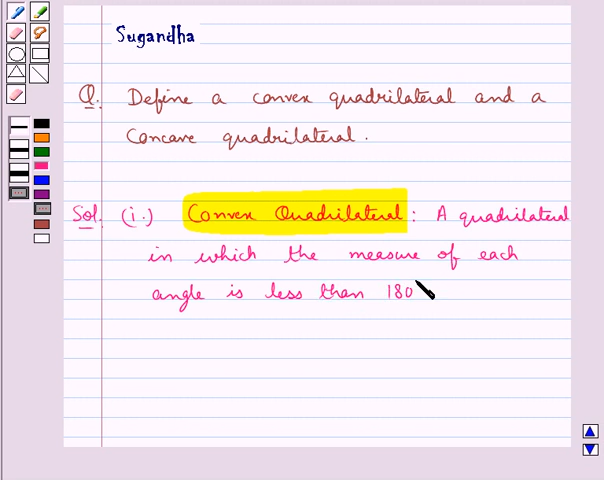 Sugandha
Q. Define a convex quadrilateral and a
Concave quadrilateral.
Sol. (i.) Convex Quadrilateral : A quadrilateral
in which the measure of each
angle is less than 180